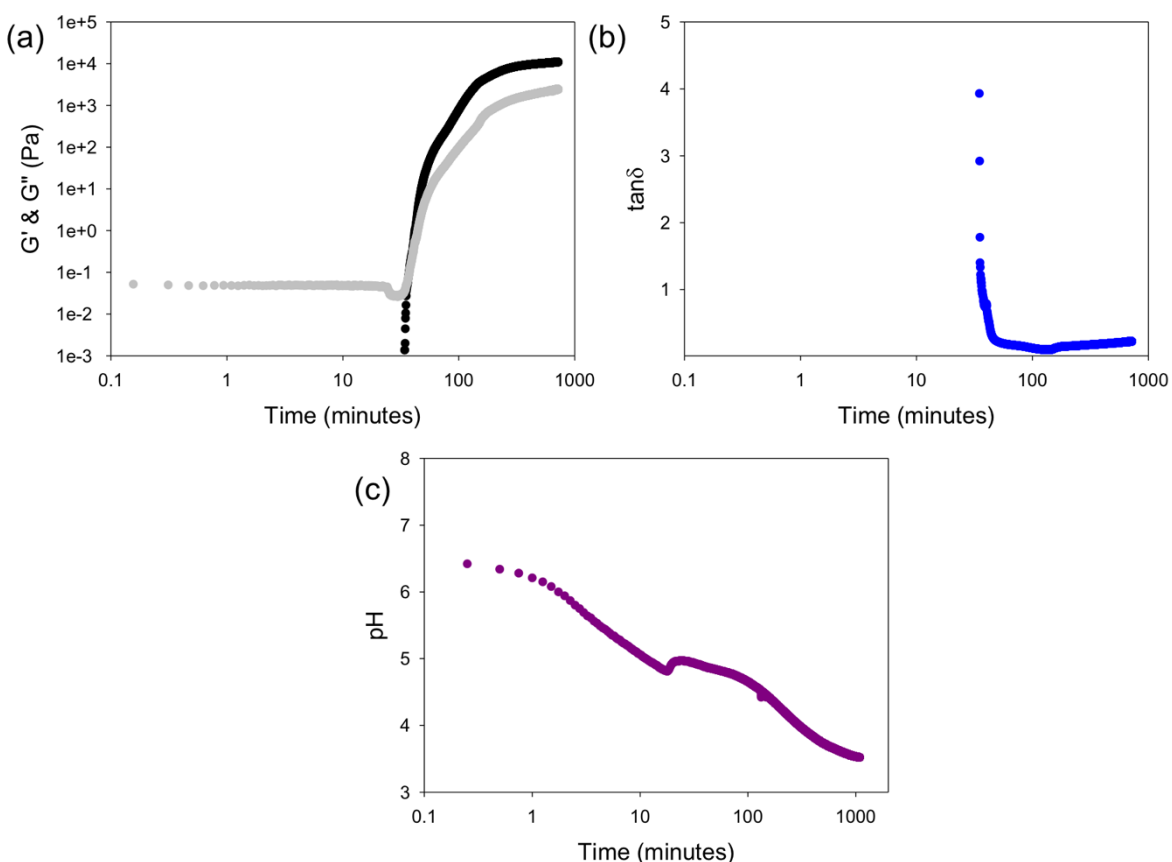 (a)
G' & G" (Pa)
1e+5
1e+4
1e+3
1e+2
1e+1
1e+0
1e-1
1e-2
1e-3
0.1 1 10 100 1000
Time (minutes)
(b)
tanδ
5
4
3
2
1
0.1 1 10 100 1000
Time (minutes)
(c)
pH
8
7
6
5
4
3
0.1 1 10 100 1000
Time (minutes)